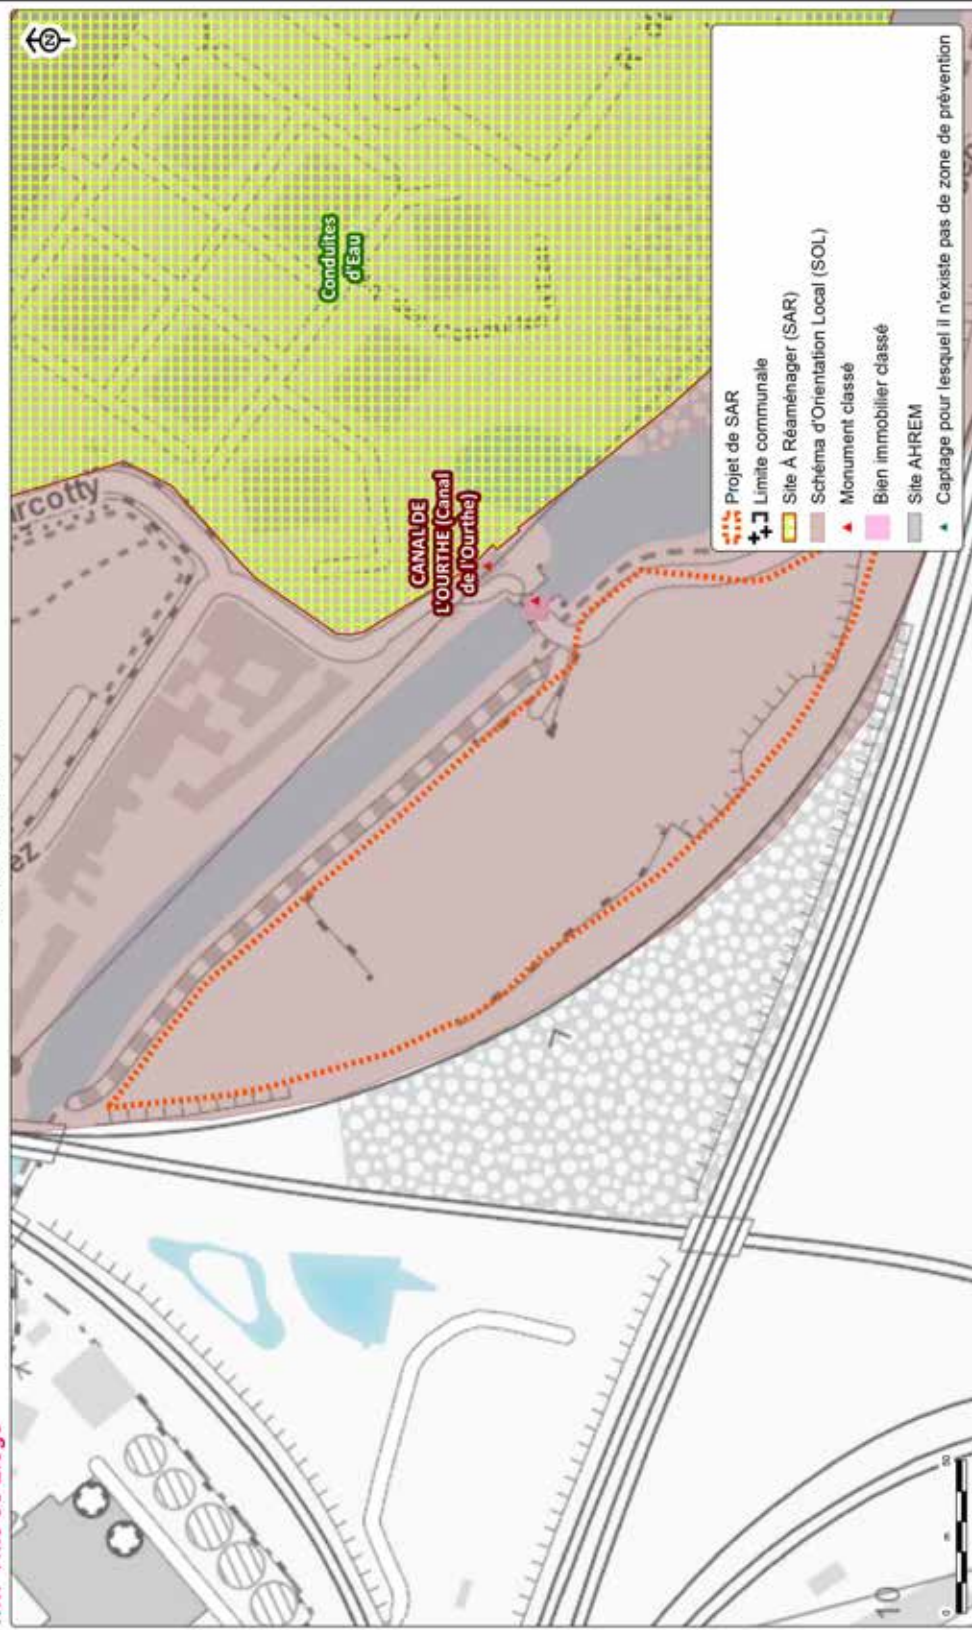 N
urcotty
ez
Conduites
d'Eau
CANAL DE
L'OURTHE (Canal
de l'Ourthe)
Projet de SAR
Limite communale
Site À Réaménager (SAR)
Schéma d'Orientation Local (SOL)
Monument classé
Bien immobilier classé
Site AHREM
Captage pour lequel il n'existe pas de zone de prévention
10
0
m
50